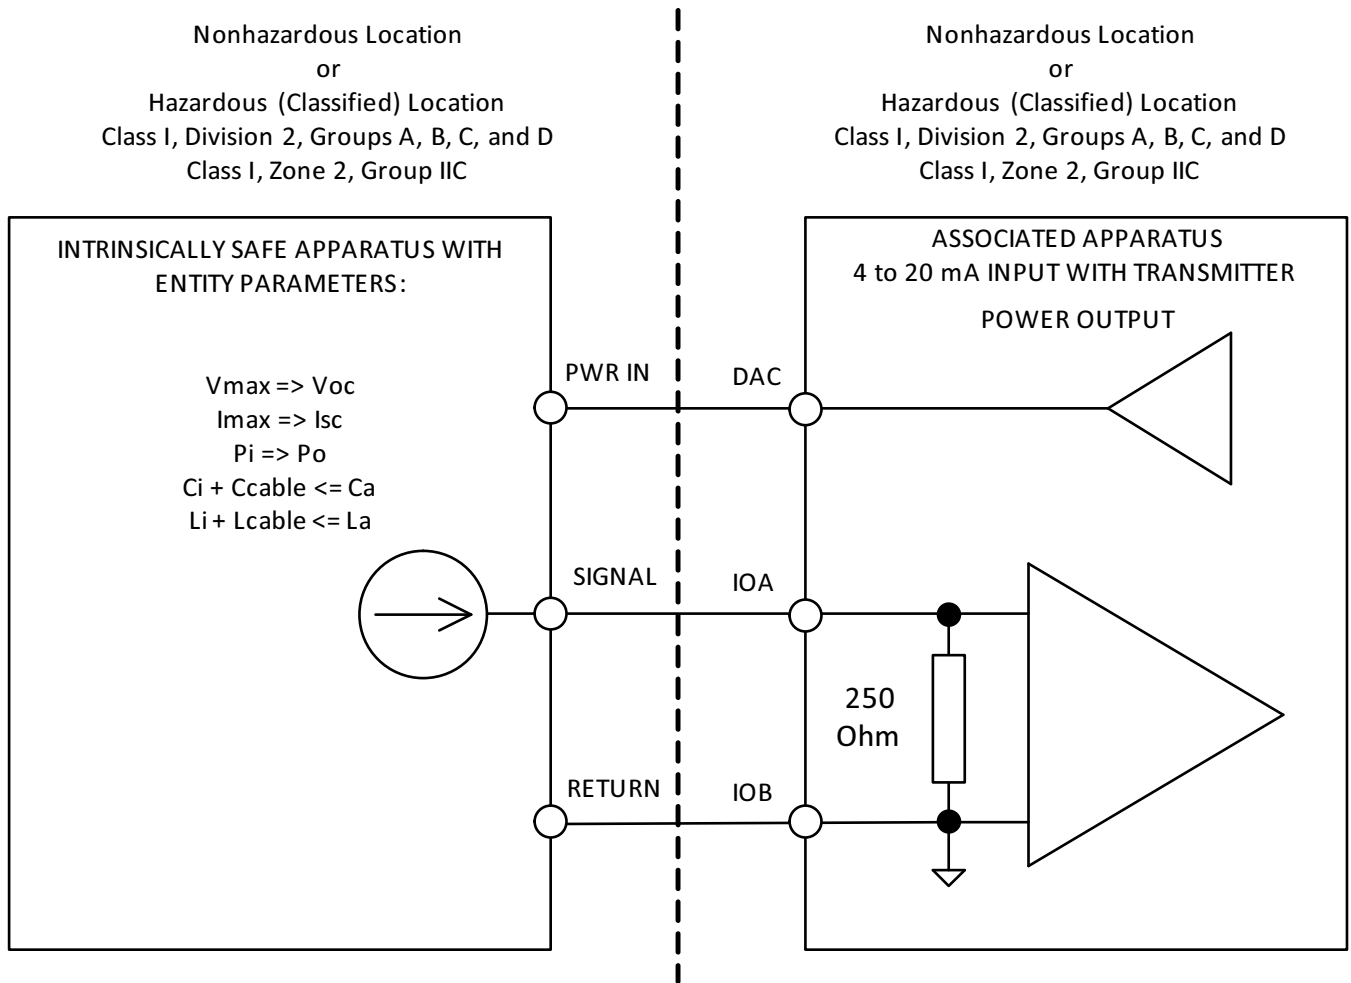 Nonhazardous Location
or
Hazardous (Classified) Location
Class I, Division 2, Groups A, B, C, and D
Class I, Zone 2, Group IIC
Nonhazardous Location
or
Hazardous (Classified) Location
Class I, Division 2, Groups A, B, C, and D
Class I, Zone 2, Group IIC
INTRINSICALLY SAFE APPARATUS WITH
ENTITY PARAMETERS:
Vmax => Voc
Imax => Isc
Pi => Po
Ci + Ccable <= Ca
Li + Lcable <= La
PWR IN
SIGNAL
RETURN
DAC
IOA
IOB
ASSOCIATED APPARATUS
4 to 20 mA INPUT WITH TRANSMITTER
POWER OUTPUT
250
Ohm